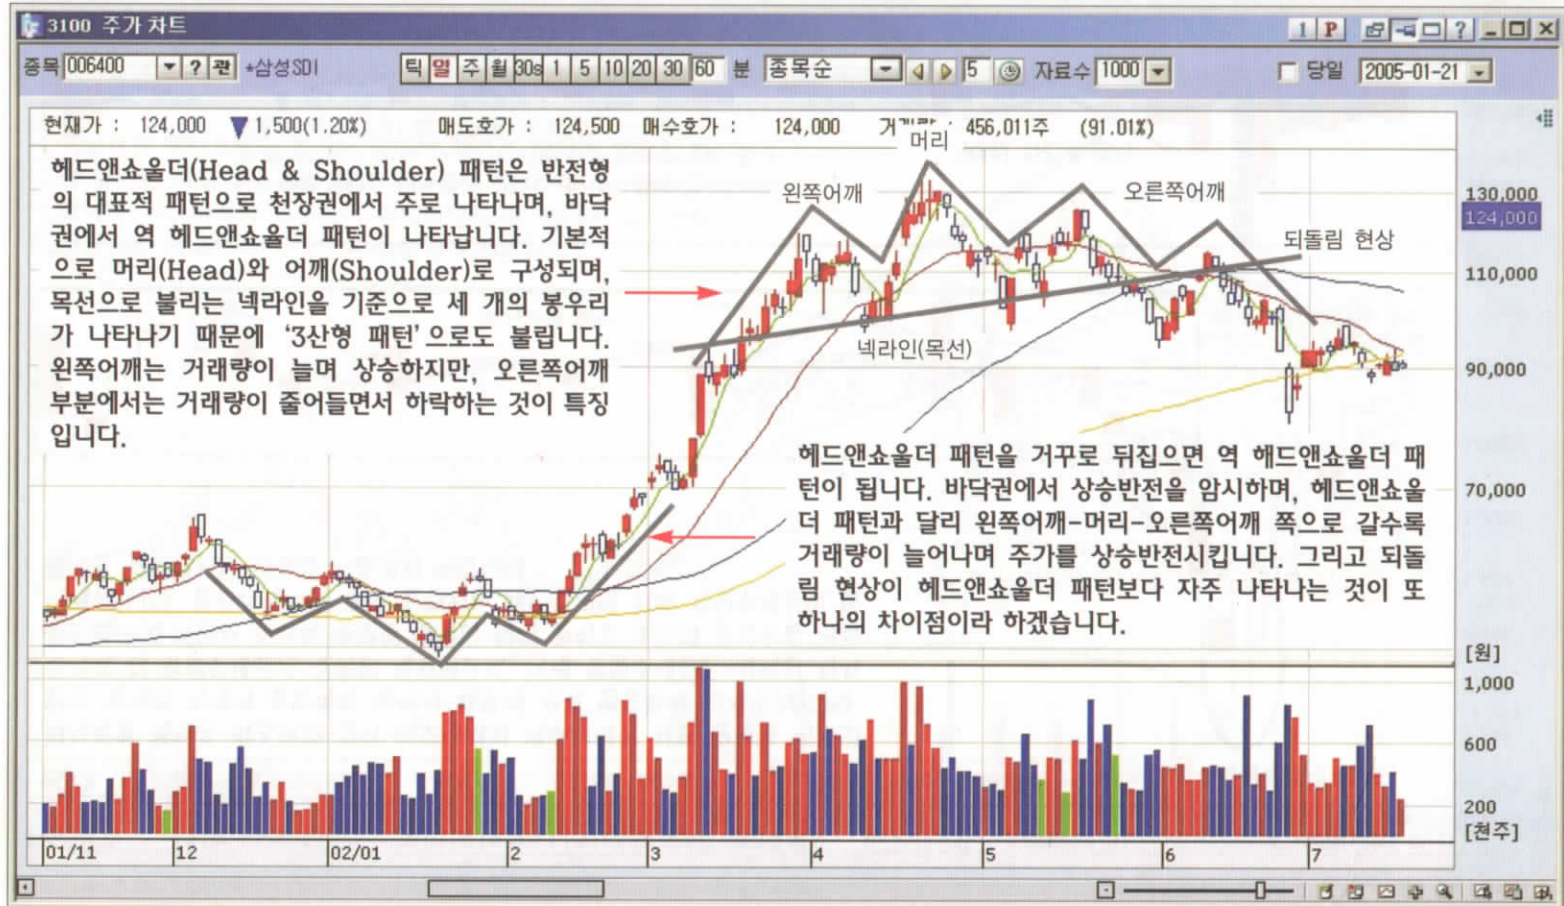 3100 주가차트
1 P ?
종목 006400 ? 관 *삼성SDI 틱 일 주 월 30s 1 5 10 20 30 60 분 종목순 5 자료수 1000 당일 2005-01-21
현재가 : 124,000 ▼ 1,500(1.20%) 매도호가 : 124,500 매수호가 : 124,000 456,011주 (91.01%)
머리
왼쪽어깨
오른쪽어깨
되돌림 현상
넥라인(목선)
헤드앤쇼울더(Head & Shoulder) 패턴은 반전형
의 대표적 패턴으로 천장권에서 주로 나타나며, 바닥
권에서 역 헤드앤쇼울더 패턴이 나타납니다. 기본적
으로 머리(Head)와 어깨(Shoulder)로 구성되며,
목선으로 불리는 넥라인을 기준으로 세 개의 봉우리
가 나타나기 때문에 ‘3산형 패턴’으로도 불립니다.
왼쪽어깨는 거래량이 늘며 상승하지만, 오른쪽어깨
부분에서는 거래량이 줄어들면서 하락하는 것이 특징
입니다.
헤드앤쇼울더 패턴을 거꾸로 뒤집으면 역 헤드앤쇼울더 패
턴이 됩니다. 바닥권에서 상승반전을 암시하며, 헤드앤쇼울
더 패턴과 달리 왼쪽어깨-머리-오른쪽어깨 쪽으로 갈수록
거래량이 늘어나며 주가를 상승반전시킵니다. 그리고 되돌
림 현상이 헤드앤쇼울더 패턴보다 자주 나타나는 것이 또
하나의 차이점이라 하겠습니다.
130,000
124,000
110,000
90,000
70,000
[원]
1,000
600
200
[천주]
01/11 12 02/01 2 3 4 5 6 7